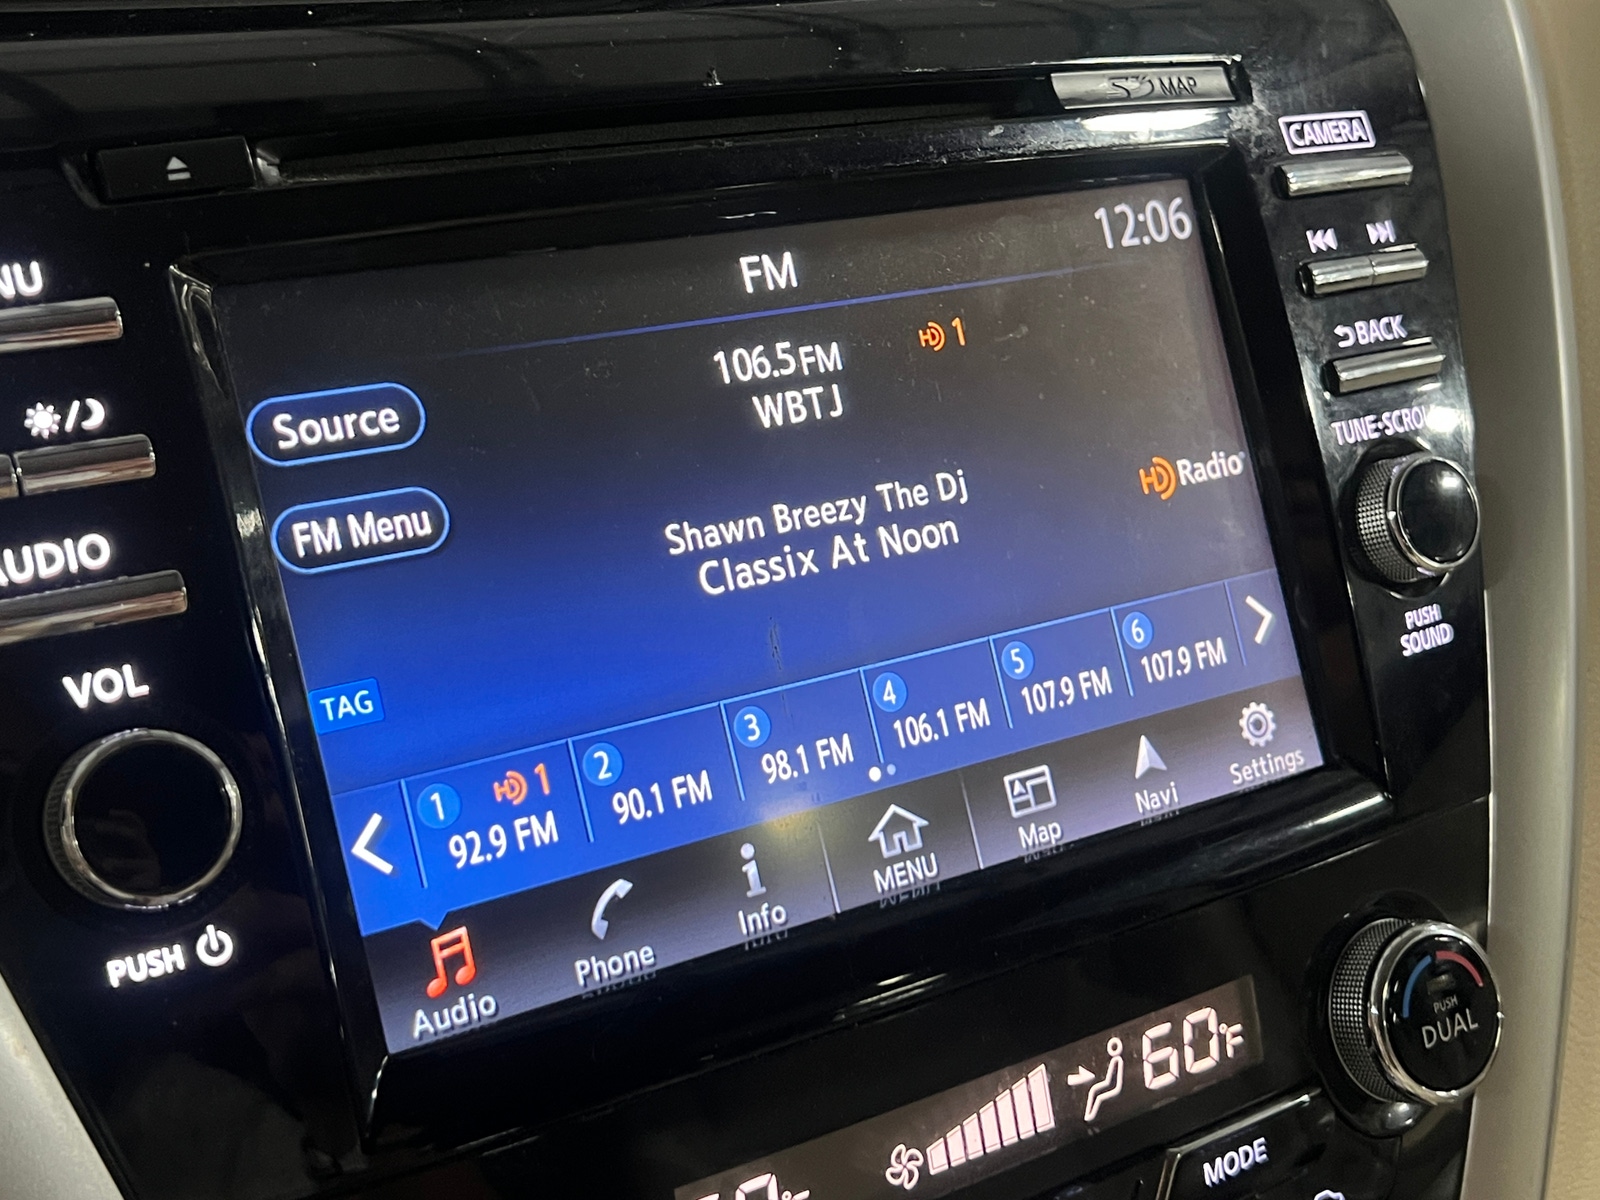 MAP
CAMERA
12:06
FM
106.5 FM
HD 1
WBTJ
BACK
Source
FM Menu
Shawn Breezy The Dj
Classix At Noon
HD Radio
AUDIO
VOL
PUSH
PUSH
SOUND
TAG
1 HD 1
92.9 FM
2
90.1 FM
3
98.1 FM
4
106.1 FM
5
107.9 FM
6
107.9 FM
Audio
Phone
Info
MENU
Map
Navi
Settings
PUSH
DUAL
60°F
MODE